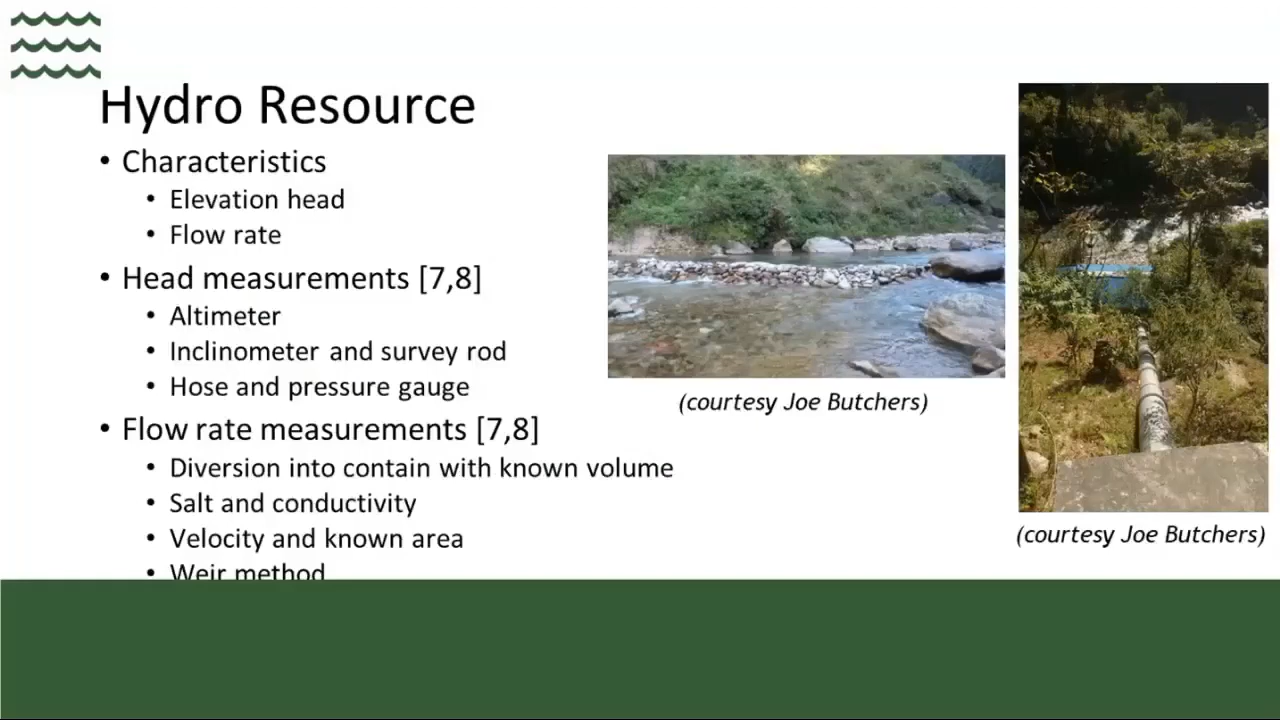 Hydro Resource
• Characteristics
• Elevation head
• Flow rate
• Head measurements [7,8]
• Altimeter
• Inclinometer and survey rod
• Hose and pressure gauge
• Flow rate measurements [7,8]
• Diversion into contain with known volume
• Salt and conductivity
• Velocity and known area
• Weir method
(courtesy Joe Butchers)
(courtesy Joe Butchers)